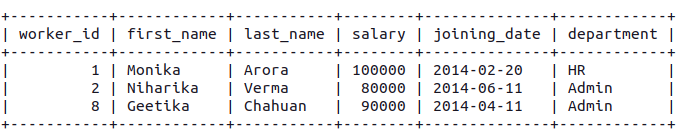 +-----------+------------+-----------+--------+--------------+------------+
| worker_id | first_name | last_name | salary | joining_date | department |
+-----------+------------+-----------+--------+--------------+------------+
|         1 | Monika     | Arora     | 100000 | 2014-02-20   | HR         |
|         2 | Niharika   | Verma     |  80000 | 2014-06-11   | Admin      |
|         8 | Geetika    | Chahuan   |  90000 | 2014-04-11   | Admin      |
+-----------+------------+-----------+--------+--------------+------------+